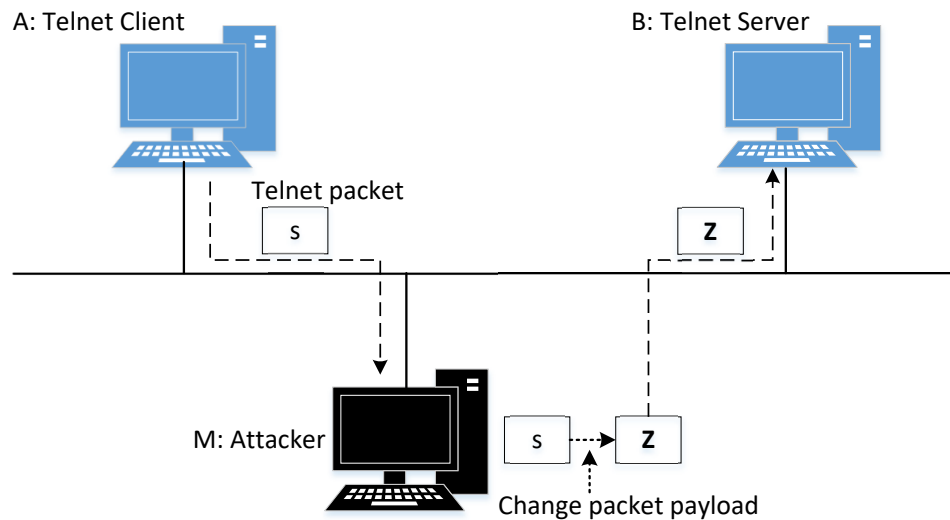 A: Telnet Client
B: Telnet Server
Telnet packet
s
Z
M: Attacker
s
Z
Change packet payload